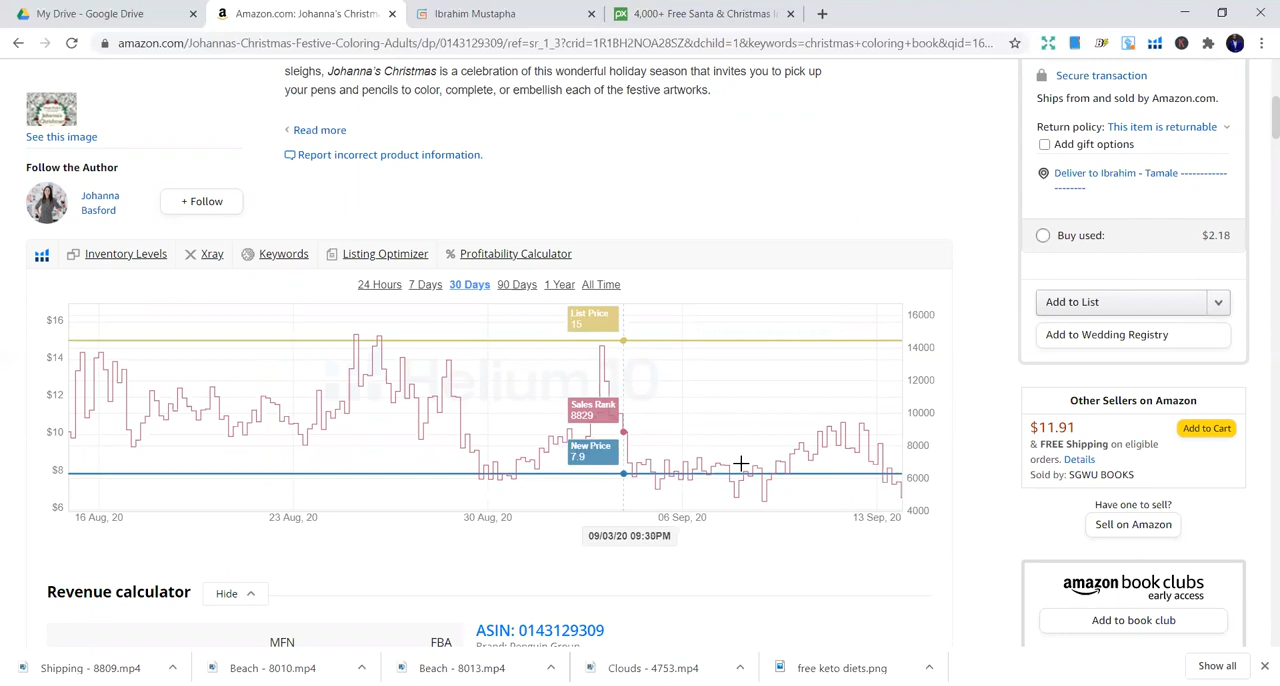 My Drive - Google Drive
Amazon.com: Johanna's Christm
Ibrahim Mustapha
4,000+ Free Santa & Christmas
amazon.com/Johannas-Christmas-Festive-Coloring-Adults/dp/0143129309/ref=sr_1_3?crid=1R1BH2NOA28SZ&dchild=1&keywords=christmas+coloring+book&qid=16...
sleighs, Johanna's Christmas is a celebration of this wonderful holiday season that invites you to pick up
your pens and pencils to color, complete, or embellish each of the festive artworks.
Read more
Report incorrect product information.
See this image
Follow the Author
Johanna
Basford
+ Follow
Secure transaction
Ships from and sold by Amazon.com.
Return policy: This item is returnable
Add gift options
Deliver to Ibrahim - Tamale ------------------
--------
Buy used: $2.18
Add to List
Add to Wedding Registry
Inventory Levels Xray Keywords Listing Optimizer Profitability Calculator
24 Hours 7 Days 30 Days 90 Days 1 Year All Time
$16
$14
$12
$10
$8
$6
List Price
15
Sales Rank
8829
New Price
7.9
Helium10
16000
14000
12000
10000
8000
6000
4000
16 Aug, 20 23 Aug, 20 30 Aug, 20 06 Sep, 20 13 Sep, 20
09/03/20 09:30PM
Other Sellers on Amazon
$11.91 Add to Cart
& FREE Shipping on eligible
orders. Details
Sold by: SGWU BOOKS
Have one to sell?
Sell on Amazon
amazon book clubs
early access
Add to book club
Revenue calculator Hide
MFN FBA
ASIN: 0143129309
Brand: Penguin Group
Shipping - 8809.mp4 Beach - 8010.mp4 Beach - 8013.mp4 Clouds - 4753.mp4 free keto diets.png Show all